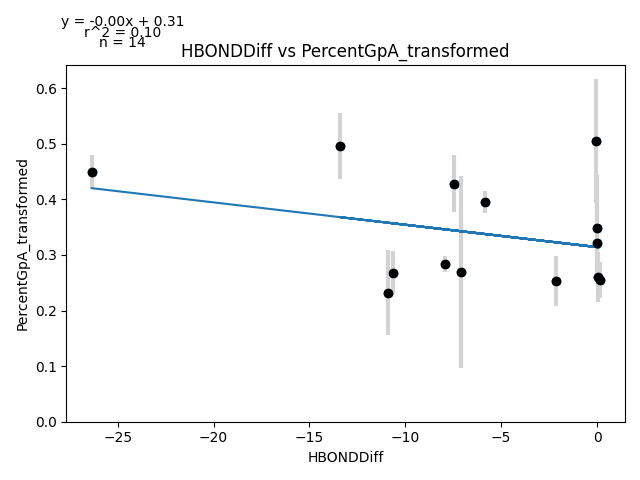 y = -0.00x + 0.31
r^2 = 0.10
n = 14
HBONDDiff vs PercentGpA_transformed
PercentGpA_transformed
0.6
0.5
0.4
0.3
0.2
0.1
0.0
−25
−20
−15
−10
−5
0
HBONDDiff